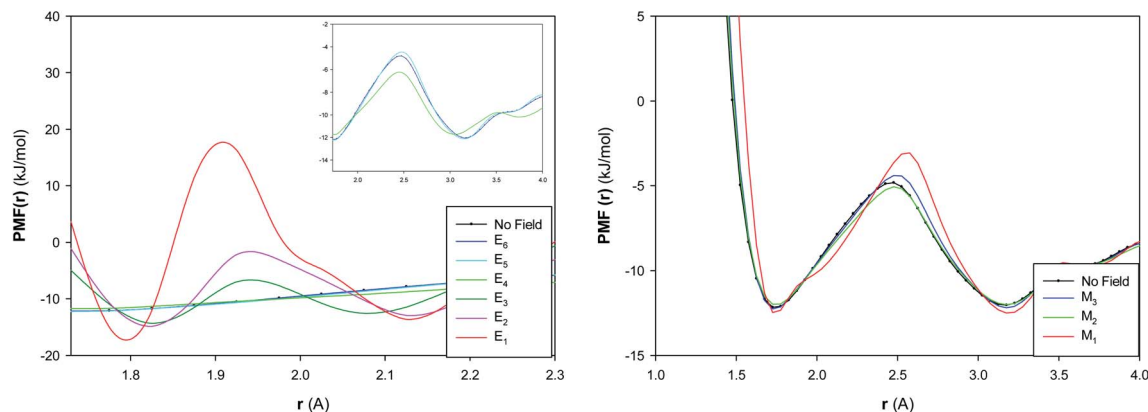 40
30
20
10
0
-10
-20
PMF(r) (kJ/mol)
1.8
1.9
2.0
2.1
2.2
2.3
r (A)
-2
-4
-6
-8
-10
-12
-14
2.0
2.5
3.0
3.5
4.0
No Field
E6
E5
E4
E3
E2
E1
5
0
-5
-10
-15
PMF (r) (kJ/mol)
1.0
1.5
2.0
2.5
3.0
3.5
4.0
r (A)
No Field
M3
M2
M1